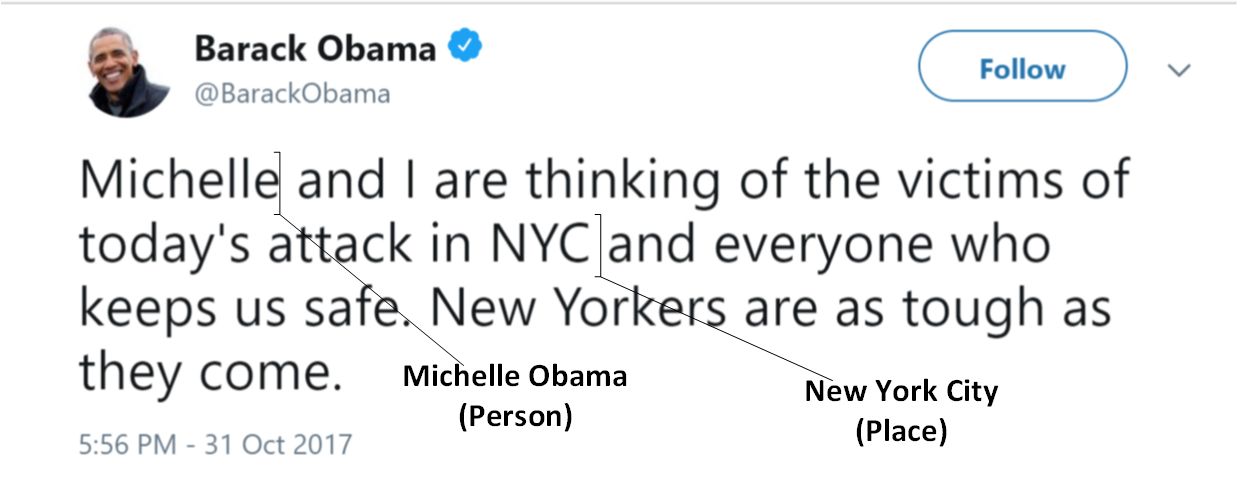 Barack Obama
@BarackObama
Follow
Michelle and I are thinking of the victims of
today's attack in NYC and everyone who
keeps us safe. New Yorkers are as tough as
they come.
Michelle Obama
(Person)
New York City
(Place)
5:56 PM - 31 Oct 2017